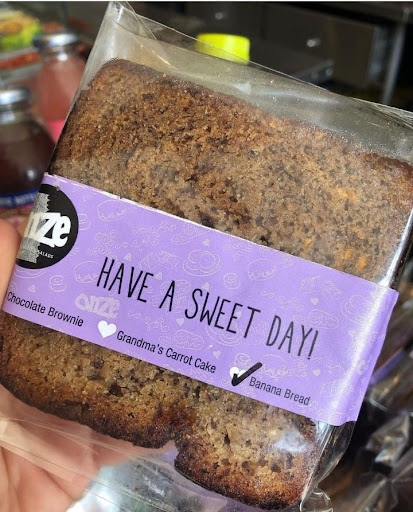 onze
HAVE A SWEET DAY!
onze
Chocolate Brownie
Grandma's Carrot Cake
Banana Bread